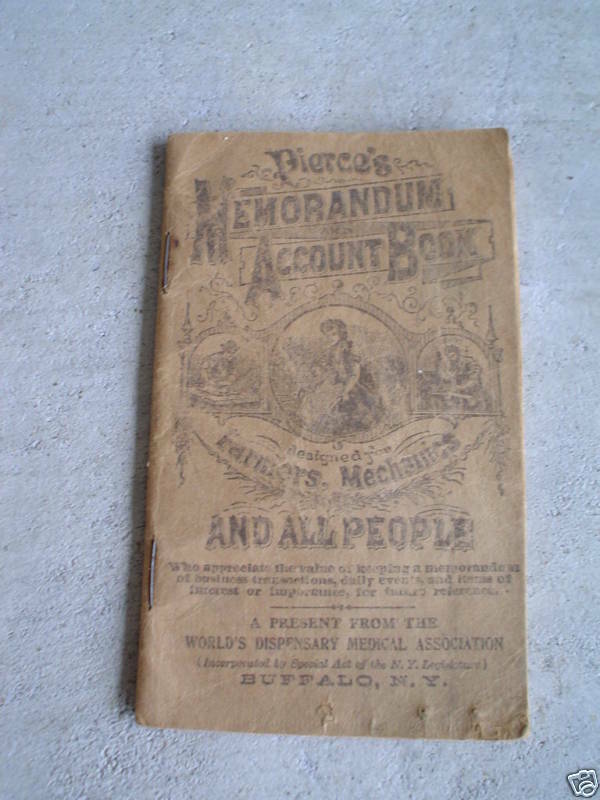 Pierce's
MEMORANDUM
AND
ACCOUNT BOOK
designed for
Farmers, Mechanics
AND ALL PEOPLE
Who appreciate the value of keeping a memorandum
of business transactions, daily events, and items of
interest or importance, for future reference.
A PRESENT FROM THE
WORLD'S DISPENSARY MEDICAL ASSOCIATION
(Incorporated by Special Act of the N. Y. Legislature)
BUFFALO, N. Y.